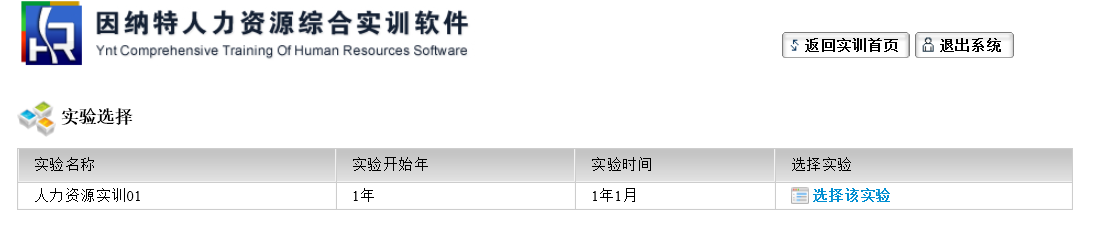 因纳特人力资源综合实训软件
Ynt Comprehensive Training Of Human Resources Software
HR
返回实训首页 退出系统
实验选择
实验名称 实验开始年 实验时间 选择实验
人力资源实训01 1年 1年1月 选择该实验